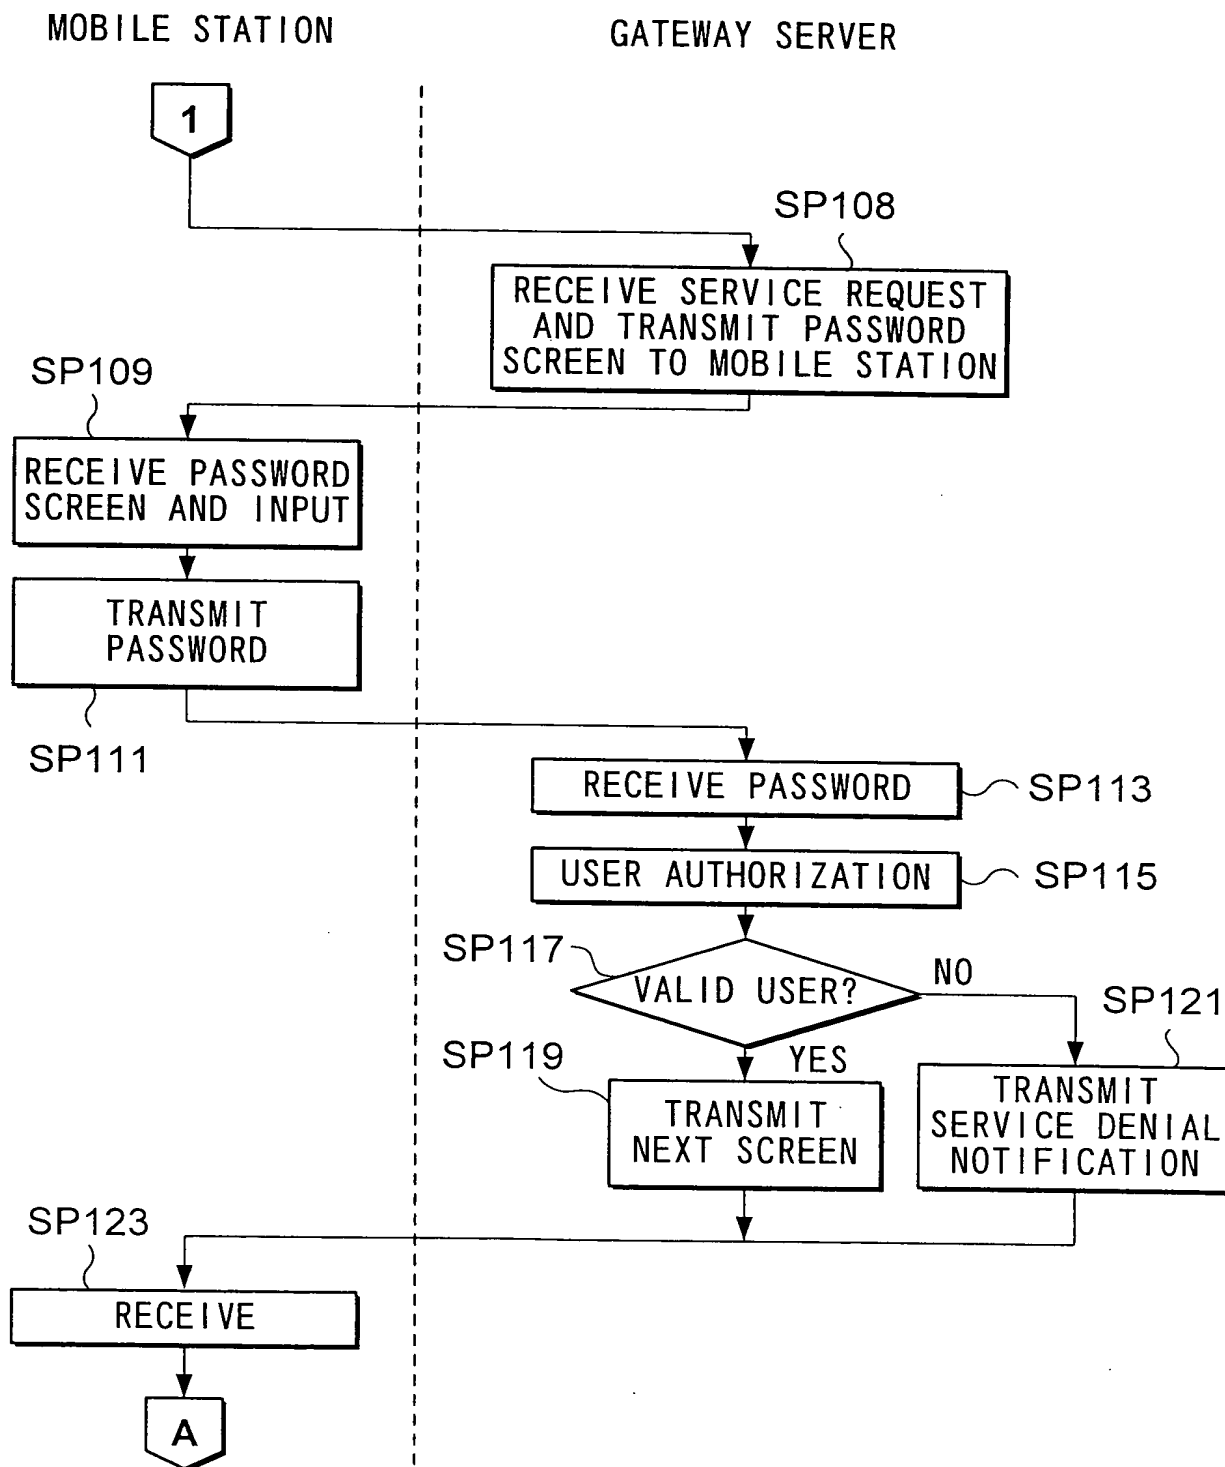 MOBILE STATION
GATEWAY SERVER
1
SP108
RECEIVE SERVICE REQUEST
AND TRANSMIT PASSWORD
SCREEN TO MOBILE STATION
SP109
RECEIVE PASSWORD
SCREEN AND INPUT
TRANSMIT
PASSWORD
SP111
RECEIVE PASSWORD
SP113
USER AUTHORIZATION
SP115
SP117
VALID USER?
NO
SP121
SP119
YES
TRANSMIT
NEXT SCREEN
TRANSMIT
SERVICE DENIAL
NOTIFICATION
SP123
RECEIVE
A